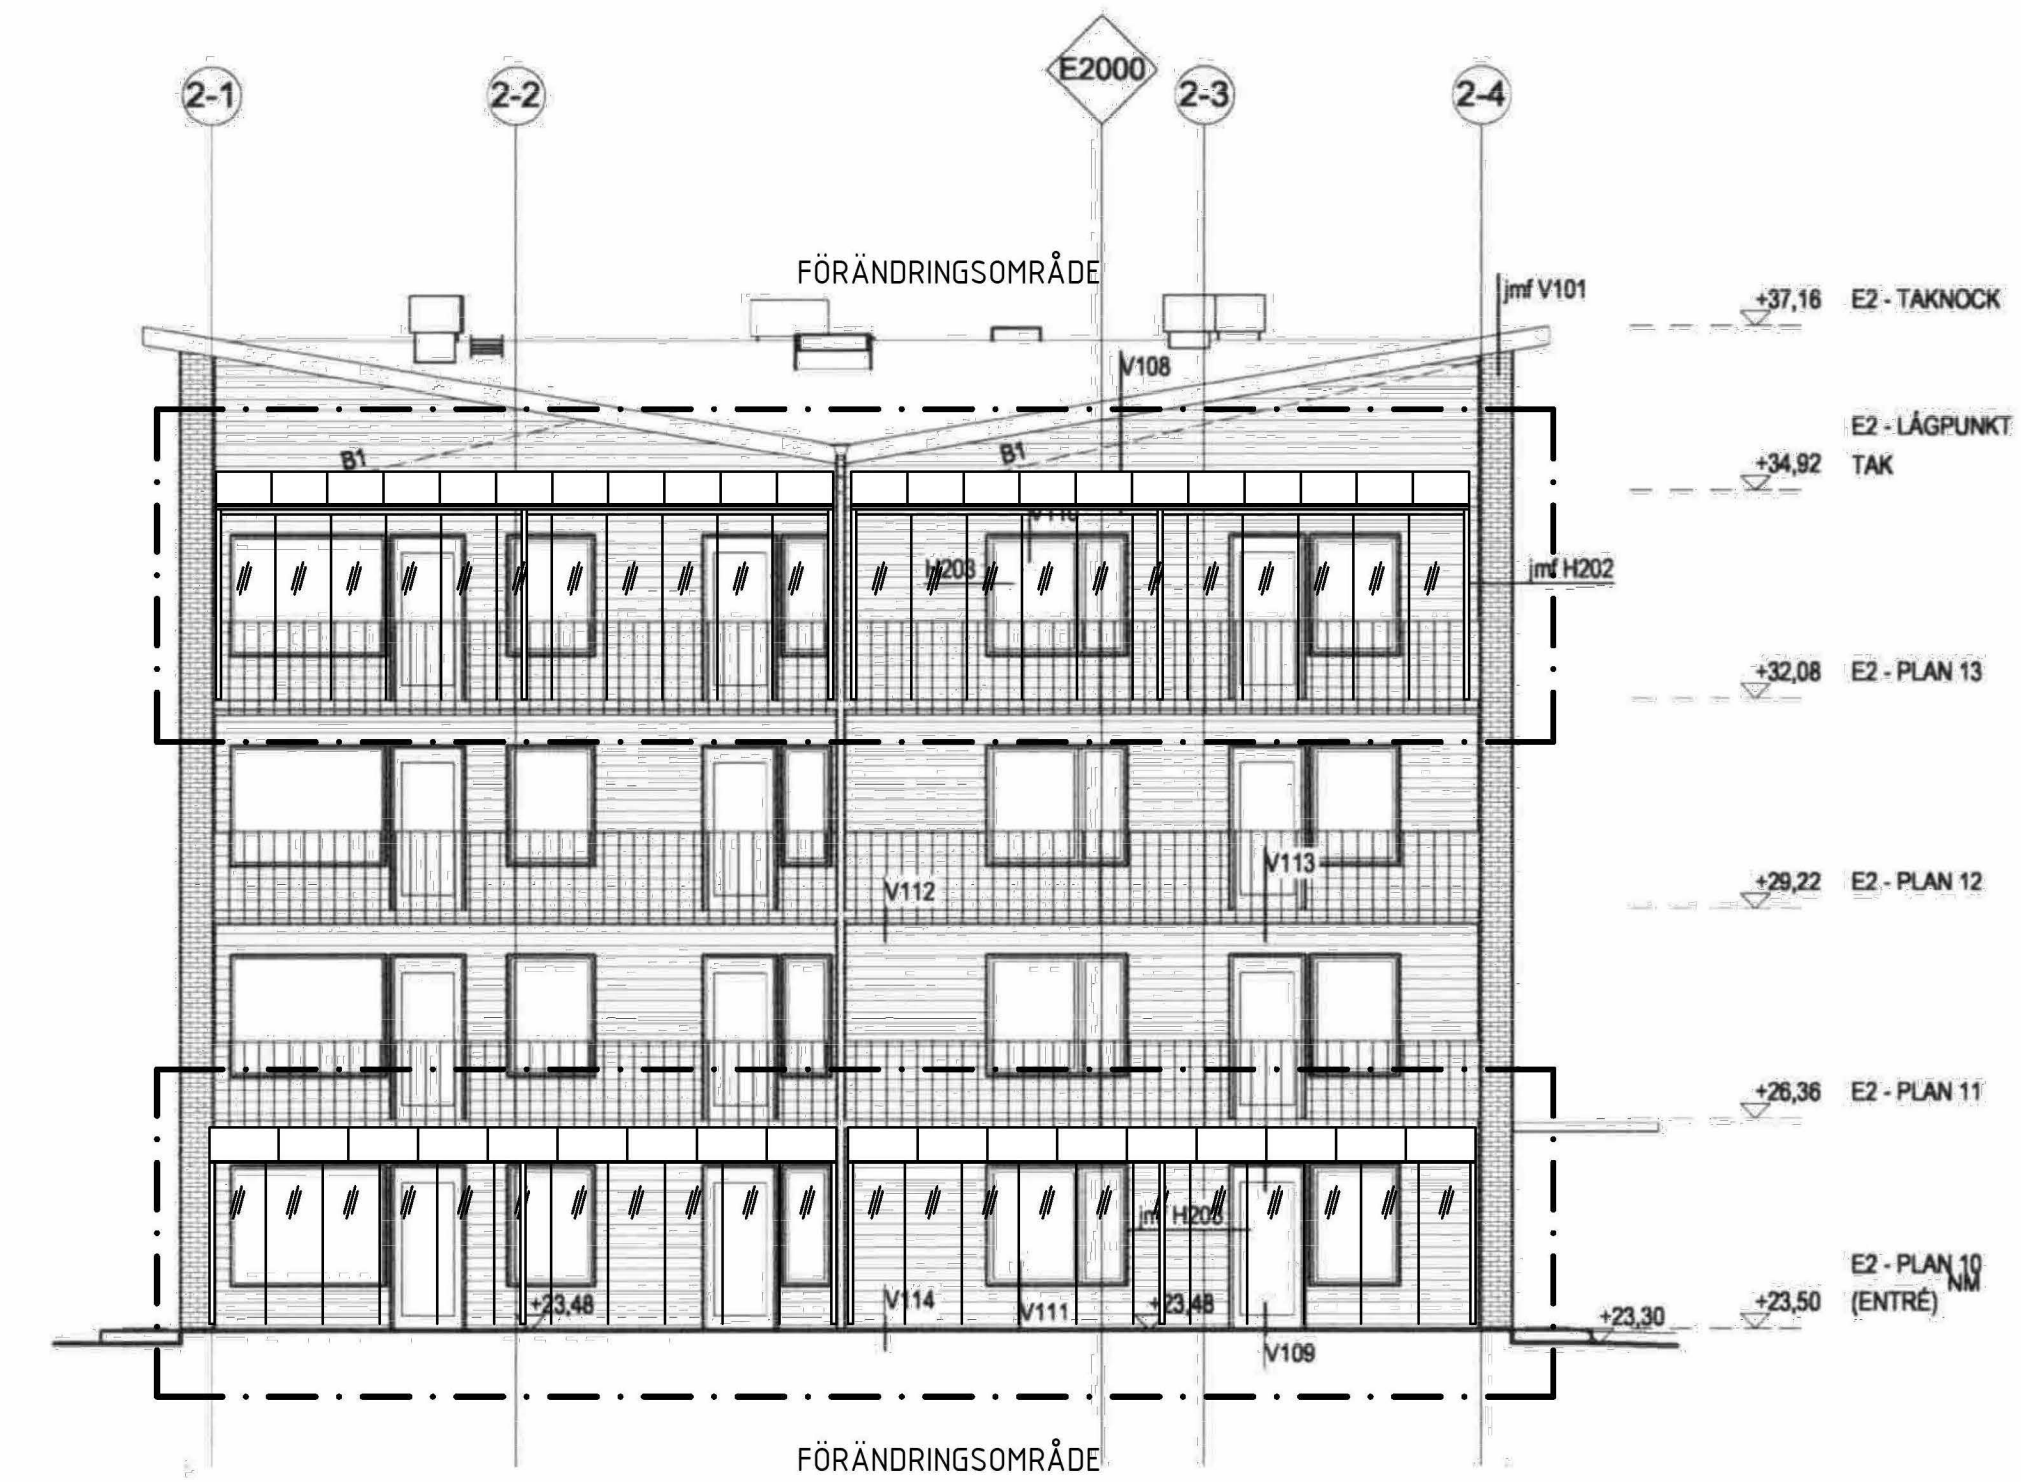 E2000
2-1
2-2
2-3
2-4
FÖRÄNDRINGSOMRÅDE
jmf V101
+37,16 E2 - TAKNOCK
V108
E2 - LÅGPUNKT
+34,92 TAK
B1
B1
H203
jmf H202
+32,08 E2 - PLAN 13
V113
V112
+29,22 E2 - PLAN 12
+26,36 E2 - PLAN 11
jmf H203
E2 - PLAN 10
NM
+23,50 (ENTRÉ)
+23,48
V114
V111
+23,48
+23,30
V109
FÖRÄNDRINGSOMRÅDE